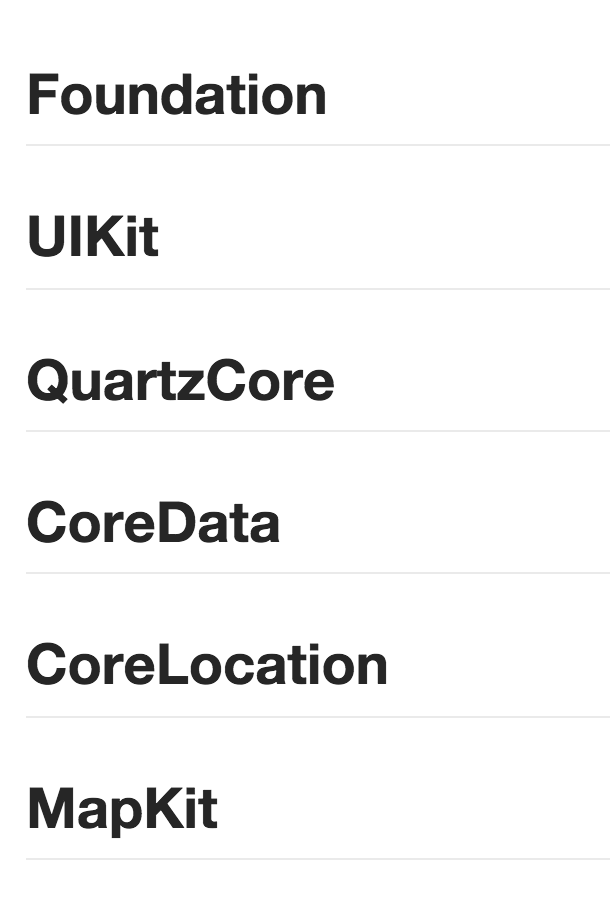 Foundation
UIKit
QuartzCore
CoreData
CoreLocation
MapKit